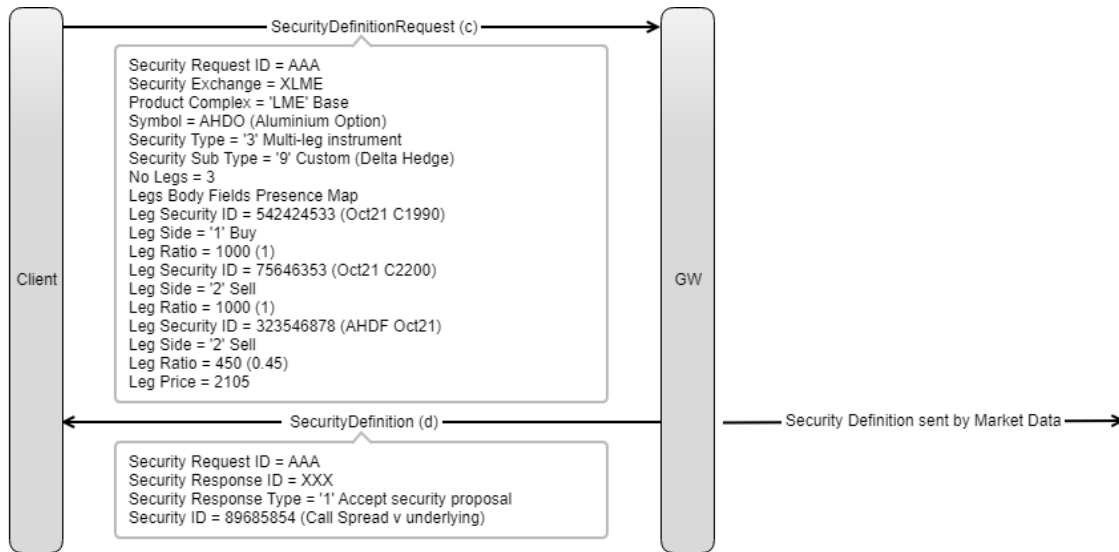 SecurityDefinitionRequest (c)
Security Request ID = AAA
Security Exchange = XLME
Product Complex = 'LME' Base
Symbol = AHDO (Aluminium Option)
Security Type = '3' Multi-leg instrument
Security Sub Type = '9' Custom (Delta Hedge)
No Legs = 3
Legs Body Fields Presence Map
Leg Security ID = 542424533 (Oct21 C1990)
Leg Side = '1' Buy
Leg Ratio = 1000 (1)
Leg Security ID = 75646353 (Oct21 C2200)
Leg Side = '2' Sell
Leg Ratio = 1000 (1)
Leg Security ID = 323546878 (AHDF Oct21)
Leg Side = '2' Sell
Leg Ratio = 450 (0.45)
Leg Price = 2105
Client
GW
SecurityDefinition (d)
Security Definition sent by Market Data
Security Request ID = AAA
Security Response ID = XXX
Security Response Type = '1' Accept security proposal
Security ID = 89685854 (Call Spread v underlying)